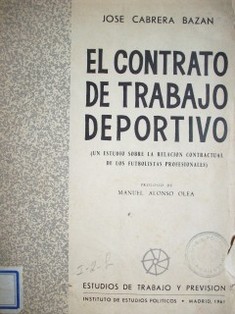 JOSE CABRERA BAZAN
EL CONTRATO
DE TRABAJO
DEPORTIVO
(UN ESTUDIO SOBRE LA RELACION CONTRACTUAL
DE LOS FUTBOLISTAS PROFESIONALES)
PROLOGO DE
MANUEL ALONSO OLEA
ESTUDIOS DE TRABAJO Y PREVISION
INSTITUTO DE ESTUDIOS POLITICOS • MADRID, 1961